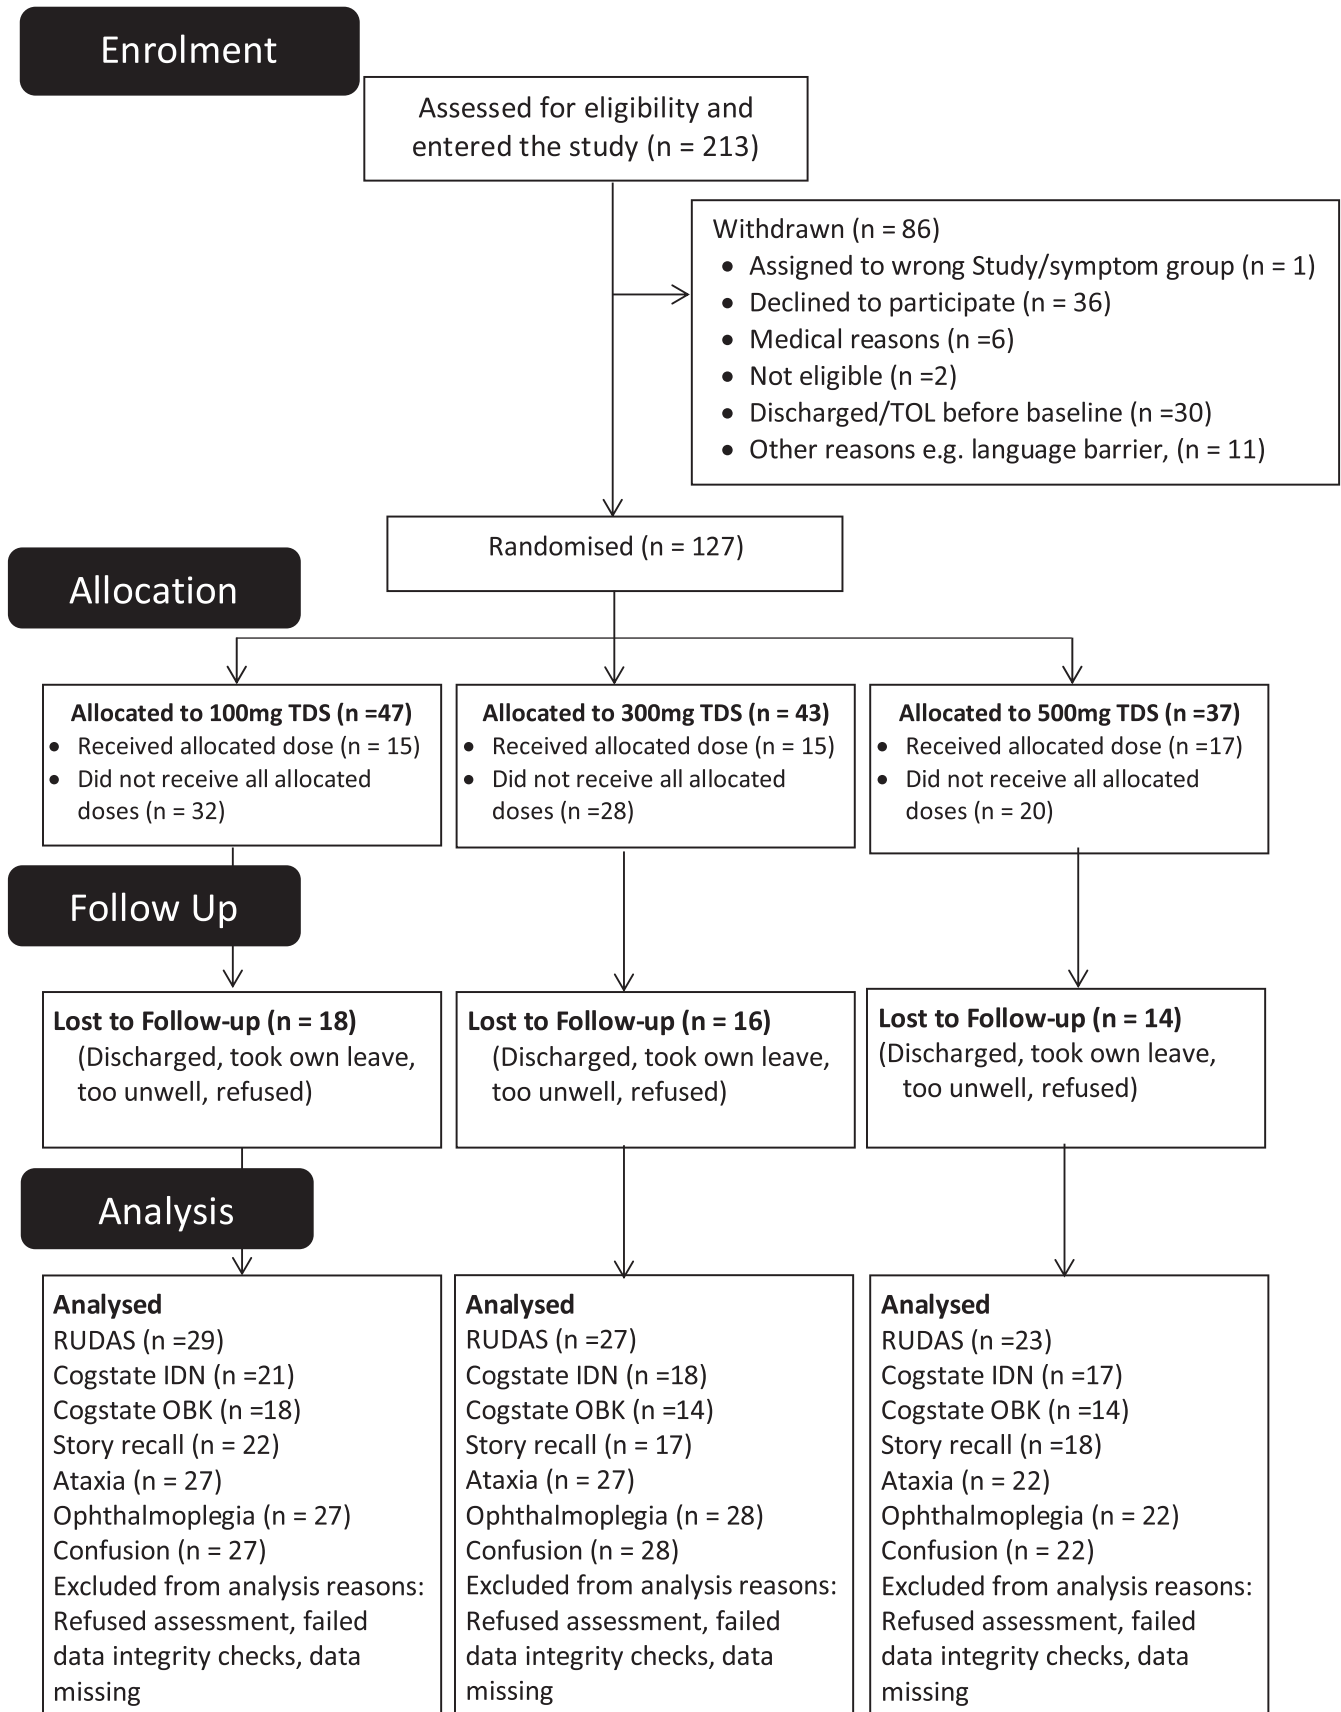 Enrolment
Assessed for eligibility and
entered the study (n = 213)
Withdrawn (n = 86)
• Assigned to wrong Study/symptom group (n = 1)
• Declined to participate (n = 36)
• Medical reasons (n =6)
• Not eligible (n =2)
• Discharged/TOL before baseline (n =30)
• Other reasons e.g. language barrier, (n = 11)
Randomised (n = 127)
Allocation
Allocated to 100mg TDS (n =47)
• Received allocated dose (n = 15)
• Did not receive all allocated
doses (n = 32)
Allocated to 300mg TDS (n = 43)
• Received allocated dose (n = 15)
• Did not receive all allocated
doses (n =28)
Allocated to 500mg TDS (n =37)
• Received allocated dose (n =17)
• Did not receive all allocated
doses (n = 20)
Follow Up
Lost to Follow-up (n = 18)
(Discharged, took own leave,
too unwell, refused)
Lost to Follow-up (n = 16)
(Discharged, took own leave,
too unwell, refused)
Lost to Follow-up (n = 14)
(Discharged, took own leave,
too unwell, refused)
Analysis
Analysed
RUDAS (n =29)
Cogstate IDN (n =21)
Cogstate OBK (n =18)
Story recall (n = 22)
Ataxia (n = 27)
Ophthalmoplegia (n = 27)
Confusion (n = 27)
Excluded from analysis reasons:
Refused assessment, failed
data integrity checks, data
missing
Analysed
RUDAS (n =27)
Cogstate IDN (n =18)
Cogstate OBK (n =14)
Story recall (n = 17)
Ataxia (n = 27)
Ophthalmoplegia (n = 28)
Confusion (n = 28)
Excluded from analysis reasons:
Refused assessment, failed
data integrity checks, data
missing
Analysed
RUDAS (n =23)
Cogstate IDN (n =17)
Cogstate OBK (n =14)
Story recall (n =18)
Ataxia (n = 22)
Ophthalmoplegia (n = 22)
Confusion (n = 22)
Excluded from analysis reasons:
Refused assessment, failed
data integrity checks, data
missing